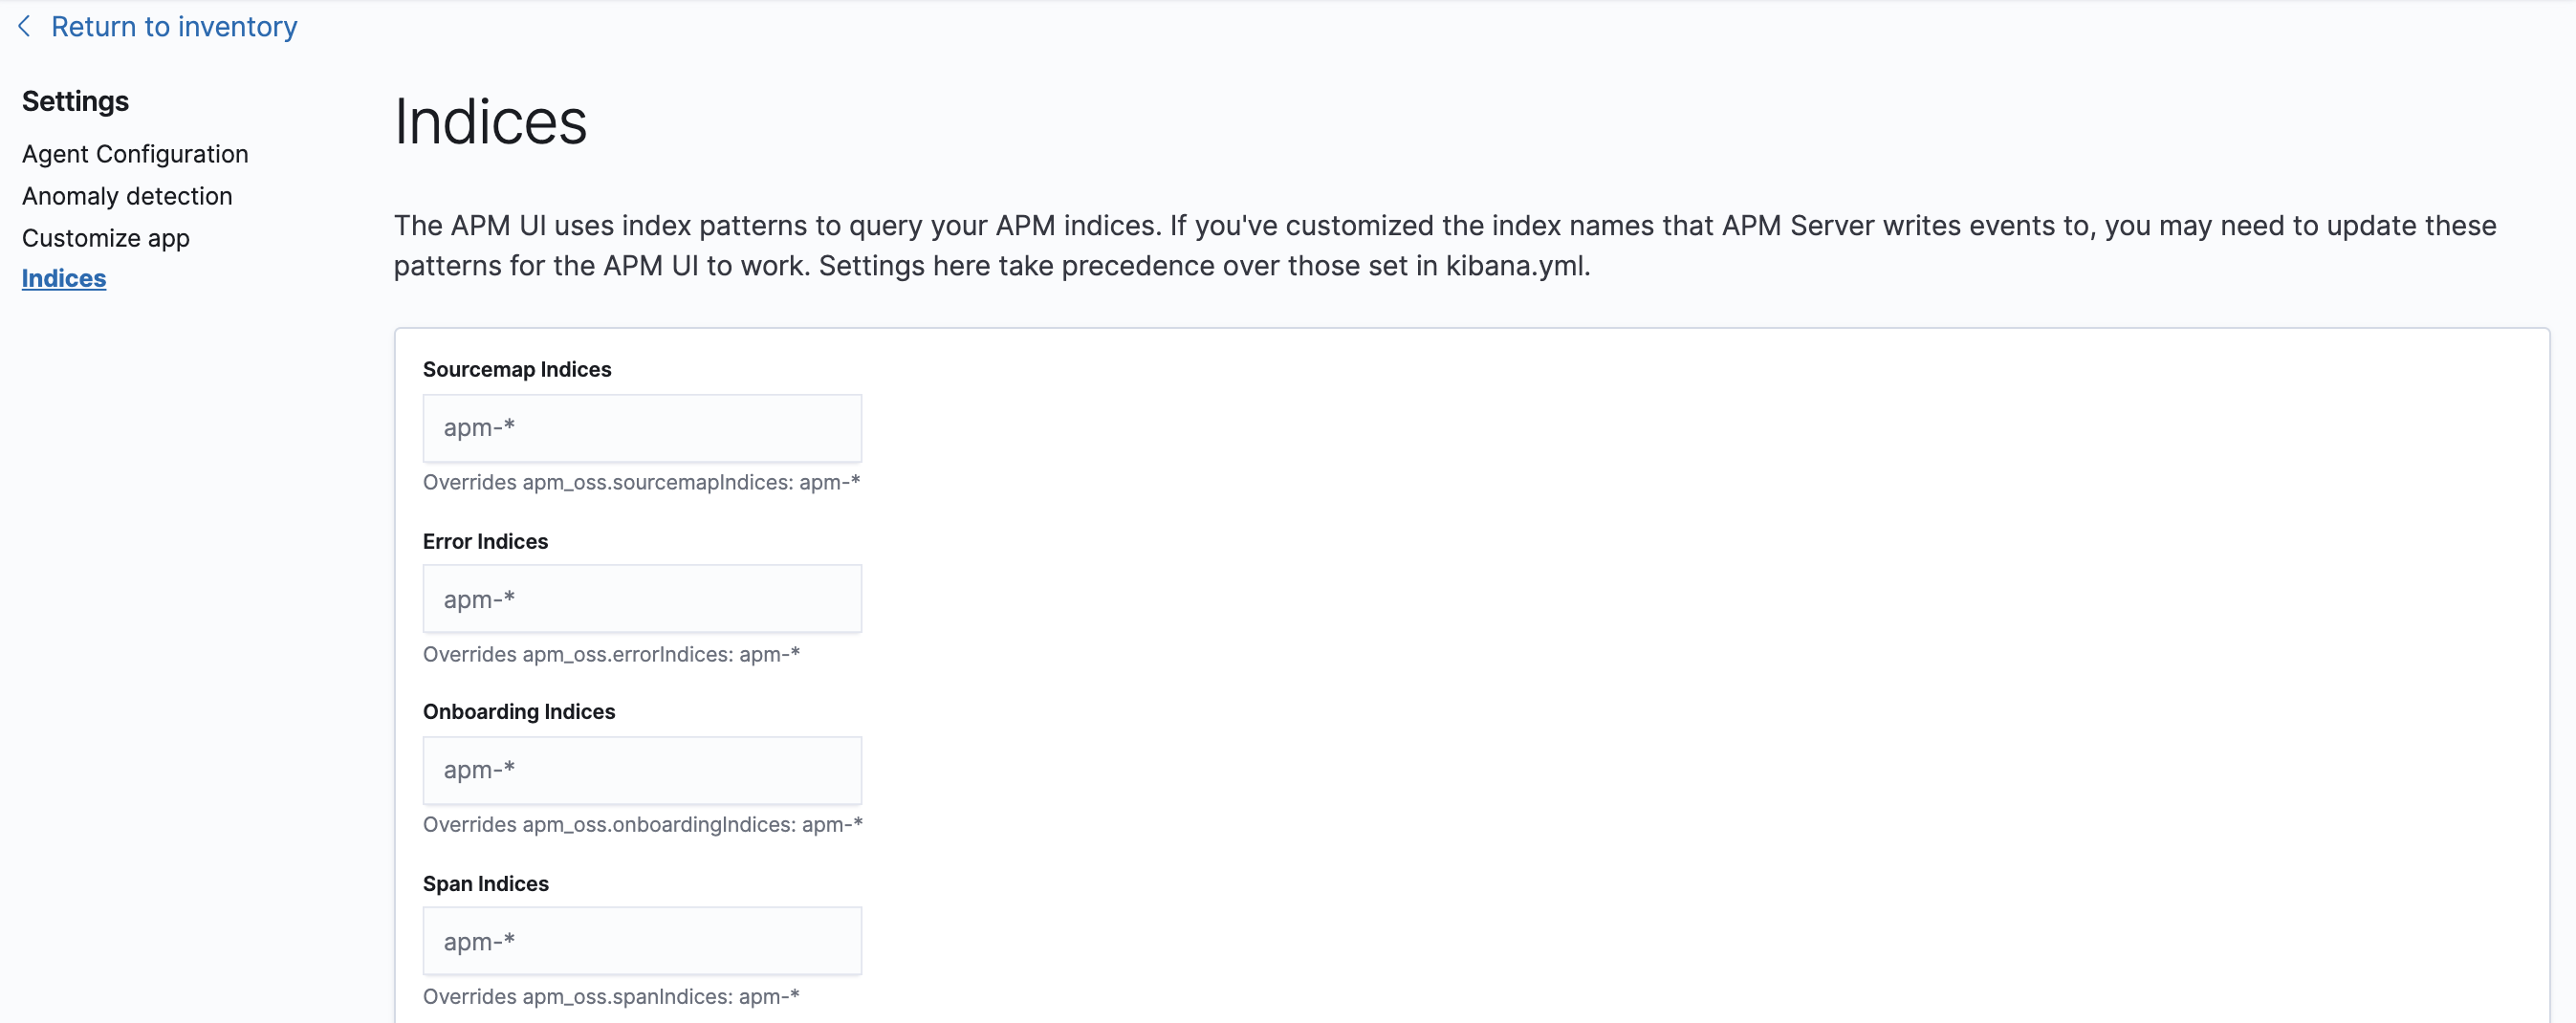 Return to inventory
Settings
Agent Configuration
Anomaly detection
Customize app
Indices
Indices
The APM UI uses index patterns to query your APM indices. If you've customized the index names that APM Server writes events to, you may need to update these
patterns for the APM UI to work. Settings here take precedence over those set in kibana.yml.
Sourcemap Indices
apm-*
Overrides apm_oss.sourcemapIndices: apm-*
Error Indices
apm-*
Overrides apm_oss.errorIndices: apm-*
Onboarding Indices
apm-*
Overrides apm_oss.onboardingIndices: apm-*
Span Indices
apm-*
Overrides apm_oss.spanIndices: apm-*